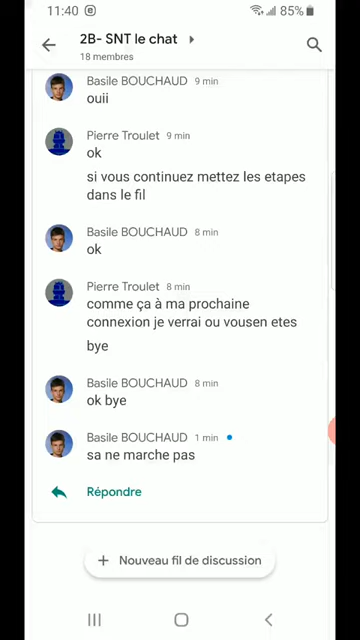 11:40 85%
2B- SNT le chat
18 membres
Basile BOUCHAUD 9 min
ouii
Pierre Troulet 9 min
ok
si vous continuez mettez les etapes
dans le fil
Basile BOUCHAUD 8 min
ok
Pierre Troulet 8 min
comme ça à ma prochaine
connexion je verrai ou vousen etes
bye
Basile BOUCHAUD 8 min
ok bye
Basile BOUCHAUD 1 min
sa ne marche pas
Répondre
+ Nouveau fil de discussion